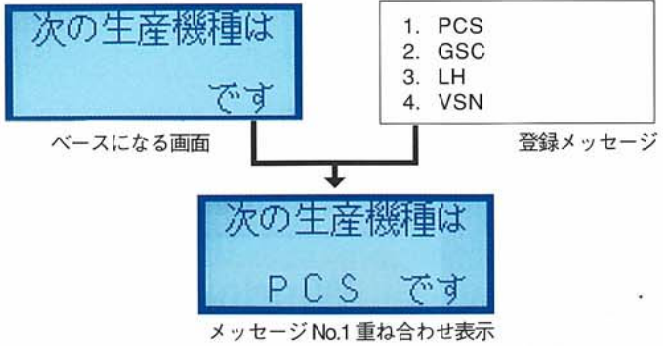 次の生産機種は
です
ベースになる画面
1. PCS
2. GSC
3. LH
4. VSN
登録メッセージ
次の生産機種は
PCS です
メッセージNo.1重ね合わせ表示